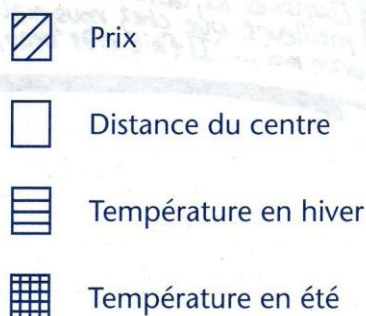 Prix
Distance du centre
Température en hiver
Température en été